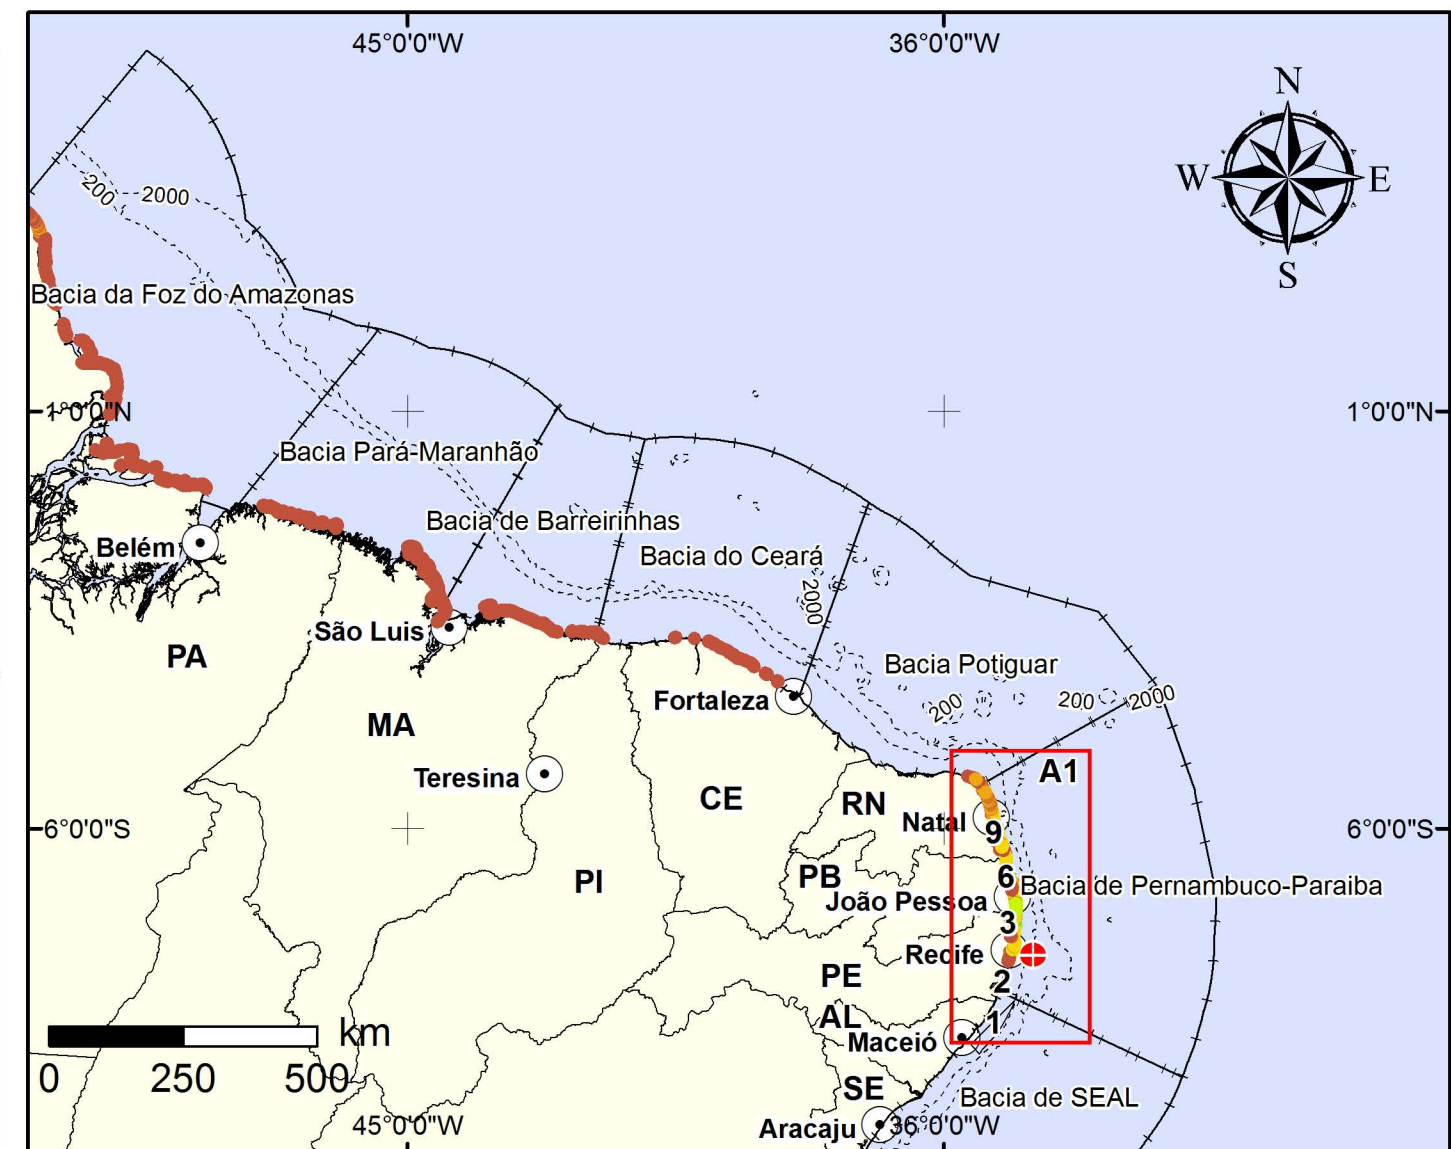 45°0'0"W
36°0'0"W
N
W
E
S
200
2000
Bacia da Foz do Amazonas
1°0'0"N
1°0'0"N
Bacia Pará-Maranhão
Bacia de Barreirinhas
Belém
Bacia do Ceará
2000
São Luis
PA
Bacia Potiguar
Fortaleza
200
200
2000
MA
Teresina
A1
CE
RN
Natal
9
6°0'0"S
6°0'0"S
PI
PB
6
Bacia de Pernambuco-Paraiba
João Pessoa
3
Recife
PE
2
AL
1
km
Maceió
0
250
500
SE
Bacia de SEAL
45°0'0"W
Aracaju
36°0'0"W